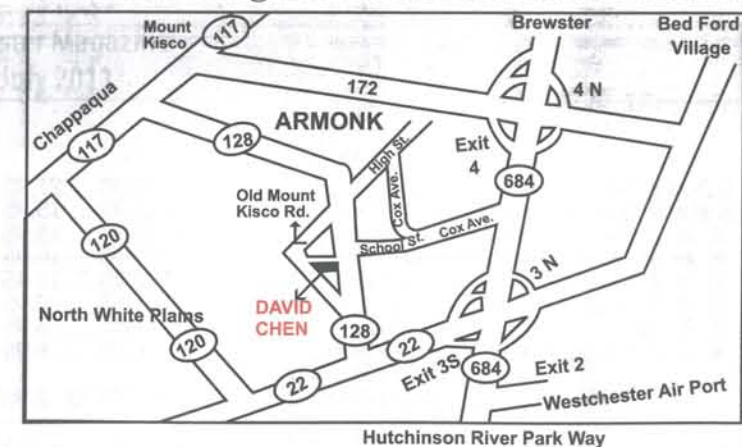 Mount
Kisco
117
Brewster
Bed Ford
Village
Chappaqua
117
172
4 N
128
ARMONK
High St.
Exit
4
684
Cox Ave.
Old Mount
Kisco Rd.
School St.
Cox Ave.
120
3 N
DAVID
CHEN
North White Plains
120
128
22
22
Exit 3S
684
Exit 2
Westchester Air Port
Hutchinson River Park Way